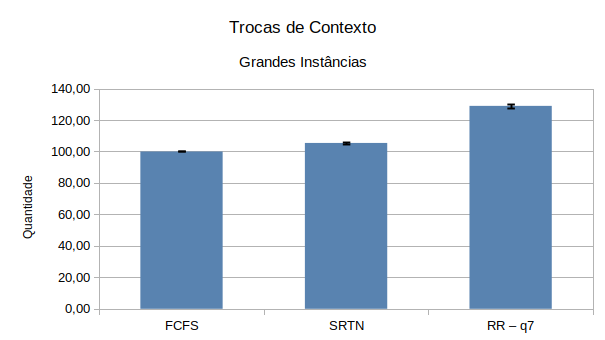 Trocas de Contexto
Grandes Instâncias
Quantidade
140,00
120,00
100,00
80,00
60,00
40,00
20,00
0,00
FCFS
SRTN
RR – q7